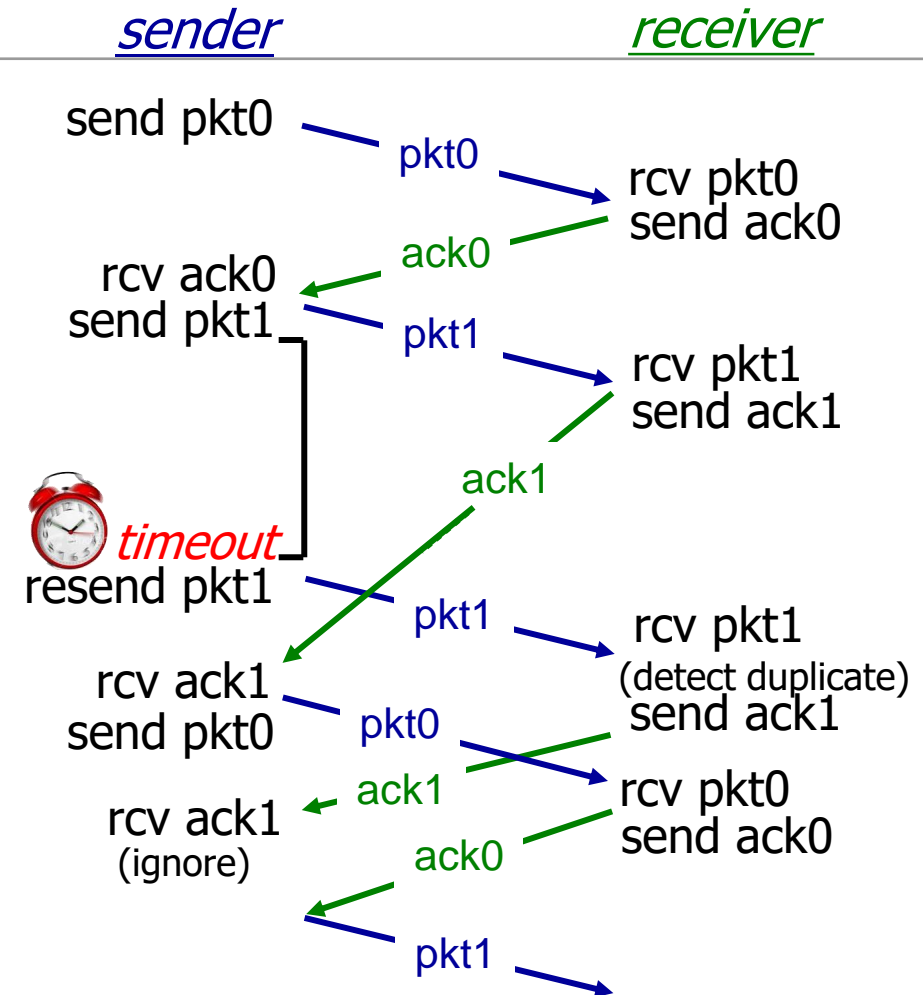 sender
receiver
send pkt0
pkt0
rcv pkt0
send ack0
ack0
rcv ack0
send pkt1
pkt1
rcv pkt1
send ack1
ack1
timeout
resend pkt1
pkt1
rcv pkt1
(detect duplicate)
send ack1
rcv ack1
send pkt0
pkt0
ack1
rcv pkt0
send ack0
rcv ack1
(ignore)
ack0
pkt1